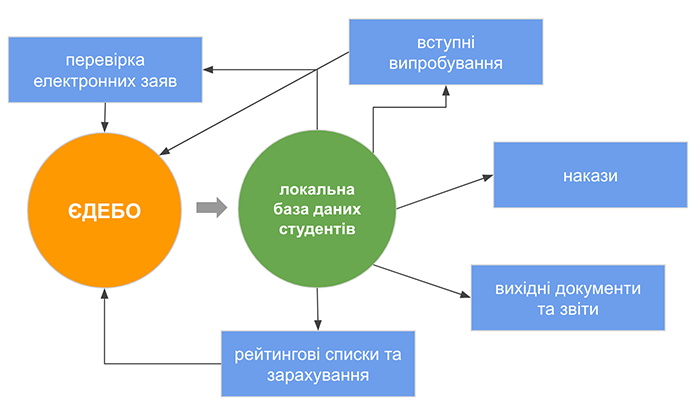 перевірка
електронних заяв
вступні
випробування
ЄДЕБО
локальна
база даних
студентів
накази
вихідні документи
та звіти
рейтингові списки та
зарахування